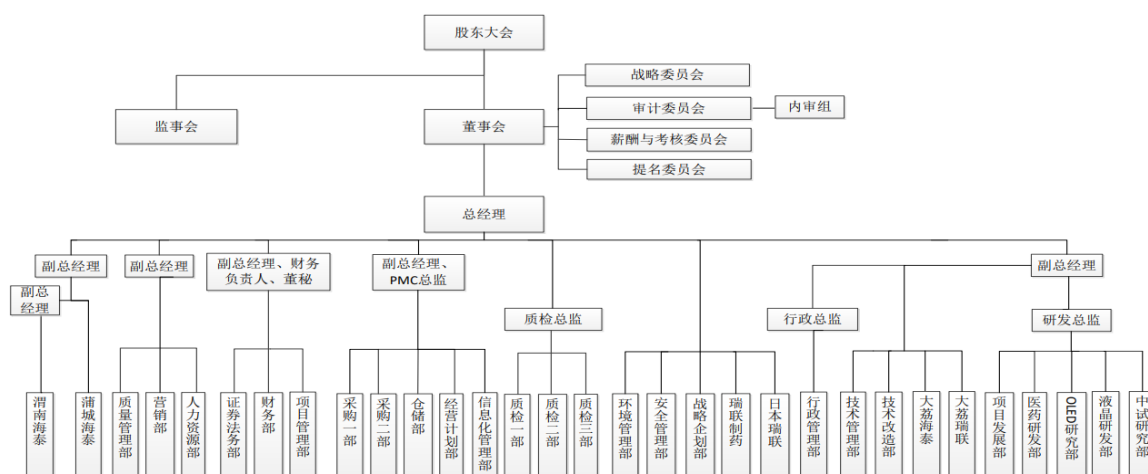 股东大会
战略委员会
审计委员会
内审组
监事会
董事会
薪酬与考核委员会
提名委员会
总经理
副总经理
副总经理
副总经理、财务
负责人、董秘
副总经理、
PMC总监
副总经理
副总
经理
质检总监
行政总监
研发总监
渭南海泰
蒲城海泰
质量管理部
营销部
人力资源部
证券法务部
财务部
项目管理部
采购一部
采购二部
仓储部
经营计划部
信息化管理部
质检一部
质检二部
质检三部
环境管理部
安全管理部
战略企划部
瑞联制药
日本瑞联
行政管理部
技术管理部
技术改造部
大荔海泰
大荔瑞联
项目发展部
医药研发部
OLED研究部
液晶研发部
中试研究部